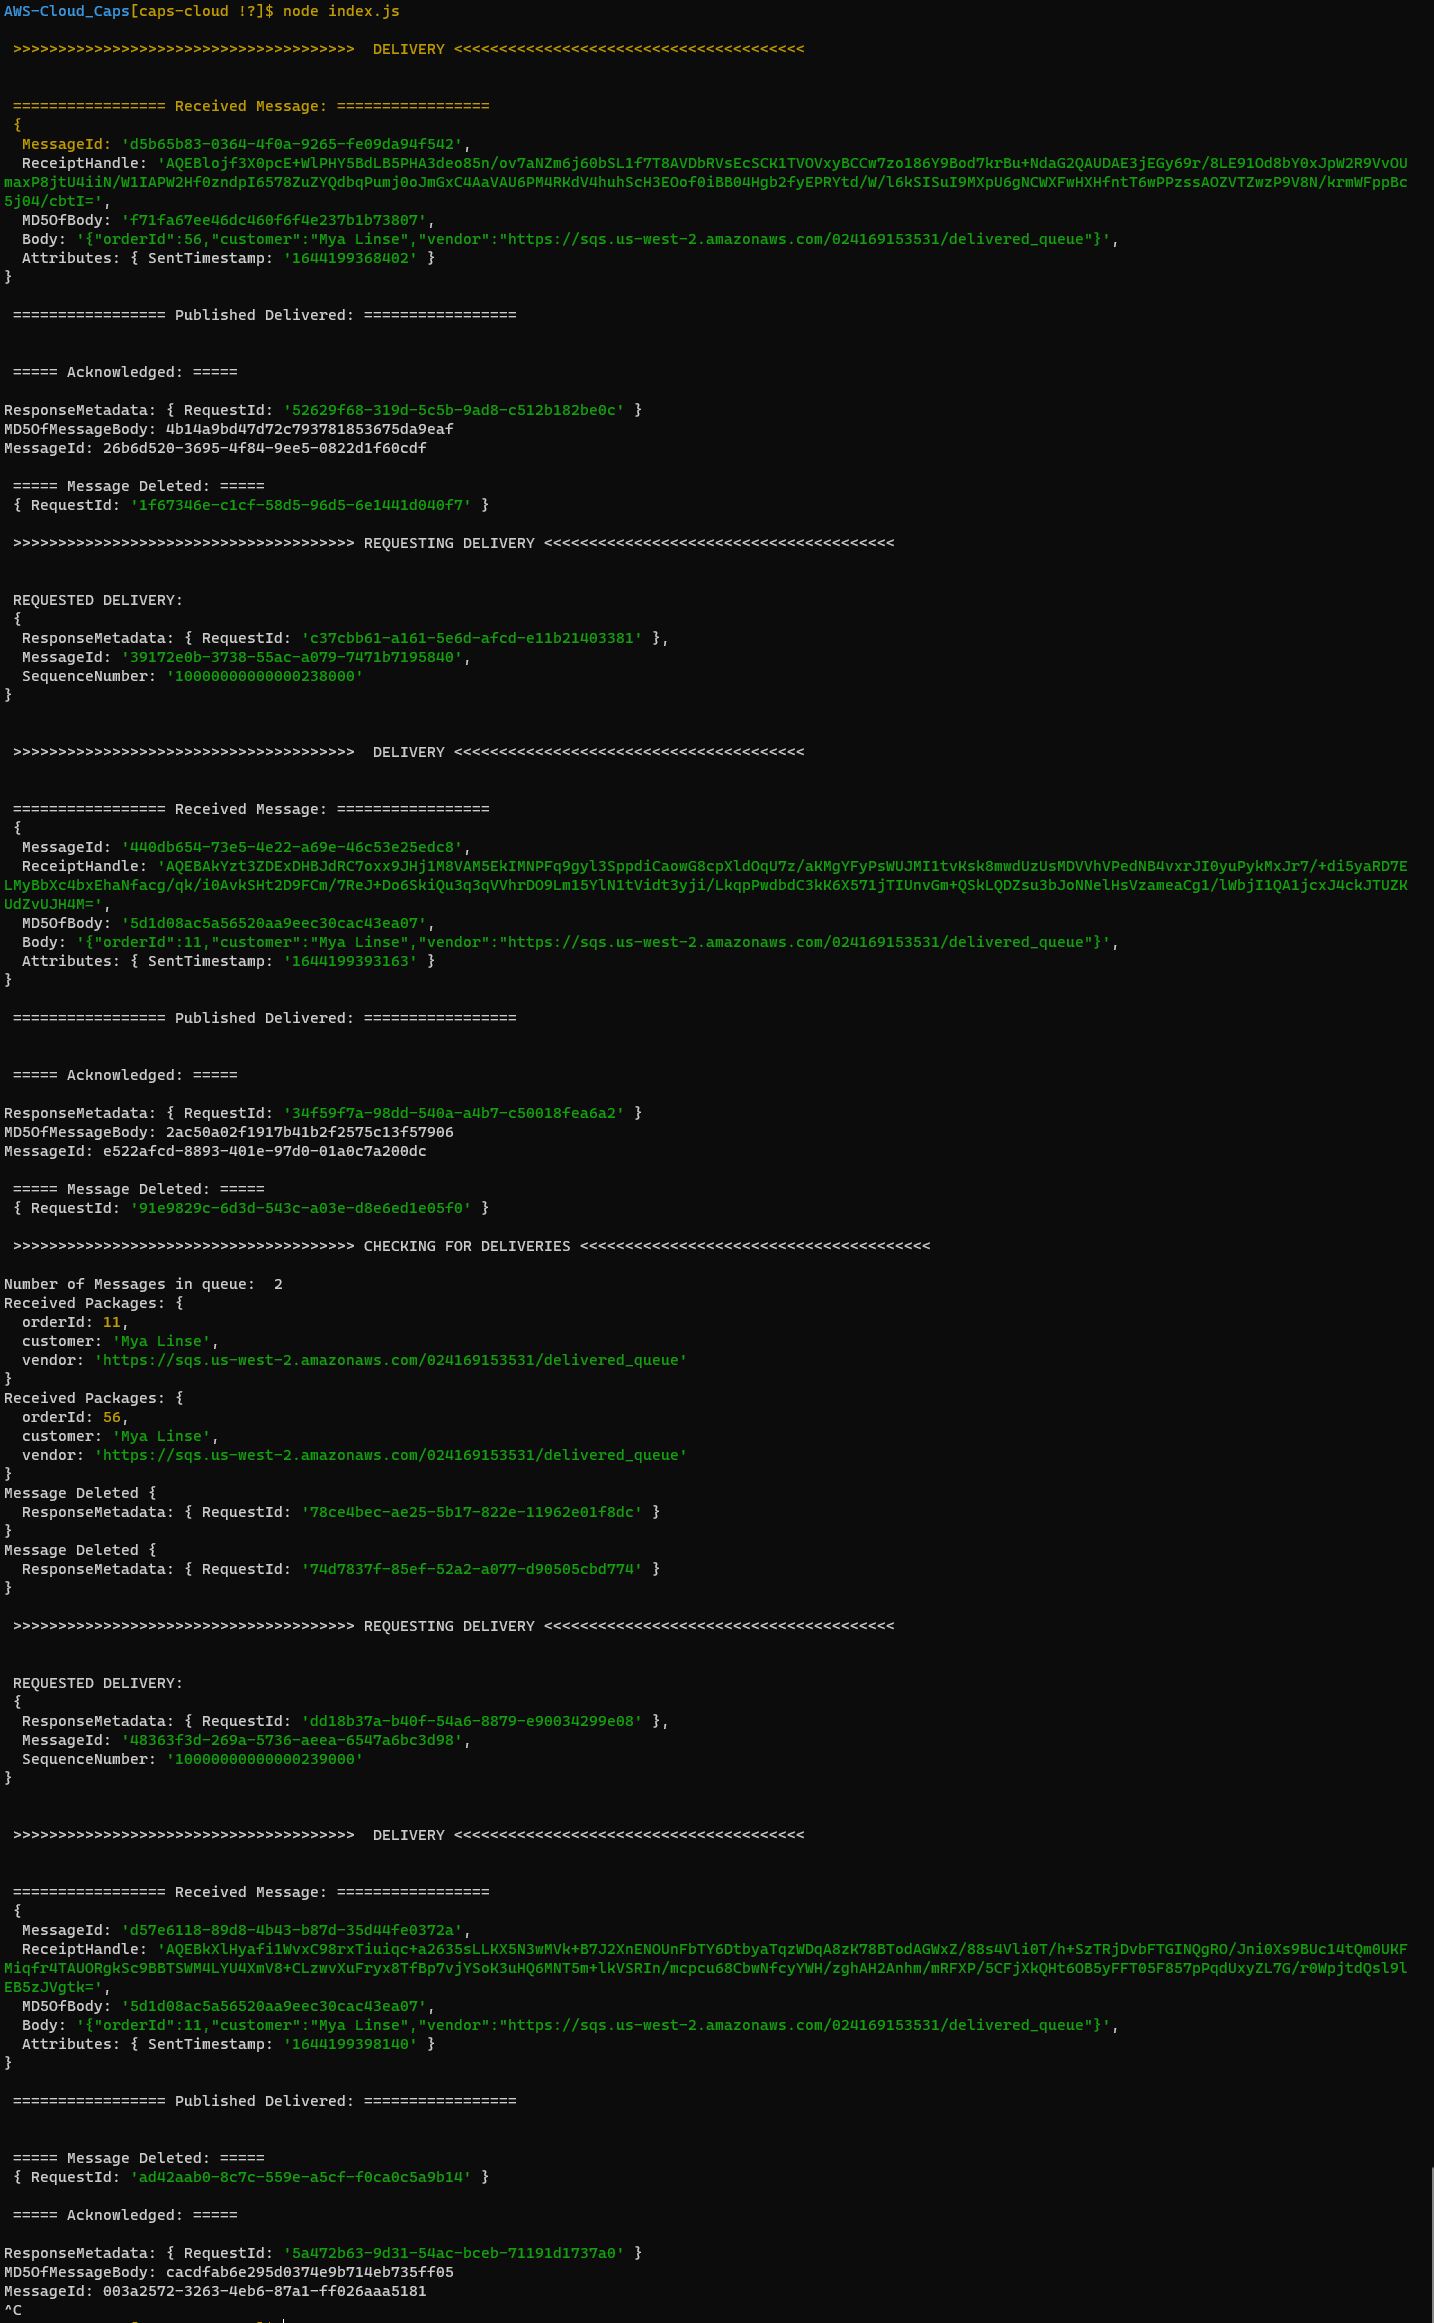 AWS-Cloud_Caps[caps-cloud !?]$ node index.js
>>>>>>>>>>>>>>>>>>>>>>>>>>>>>>>>>>>>>>  DELIVERY <<<<<<<<<<<<<<<<<<<<<<<<<<<<<<<<<<<<<<<
================= Received Message: =================
{
MessageId: 'd5b65b83-0364-4f0a-9265-fe09da94f542',
ReceiptHandle: 'AQEBlojf3X0pcE+WlPHY5BdLB5PHA3deo85n/ov7aNZm6j60bSL1f7T8AVDbRVsEcSCK1TVOVxyBCCw7zo186Y9Bod7krBu+NdaG2QAUDAE3jEGy69r/8LE91Od8bY0xJpW2R9VvOU
maxP8jtU4iiN/W1IAPW2Hf0zndpI6578ZuZYQdbqPumj0oJmGxC4AaVAU6PM4RKdV4huhScH3EOof0iBB04Hgb2fyEPRYtd/W/l6kSISuI9MXpU6gNCWXFwHXHfntT6wPPzssAOZVTZwzP9V8N/krmWFppBc
5j04/cbtI=',
MD5OfBody: 'f71fa67ee46dc460f6f4e237b1b73807',
Body: '{"orderId":56,"customer":"Mya Linse","vendor":"https://sqs.us-west-2.amazonaws.com/024169153531/delivered_queue"}',
Attributes: { SentTimestamp: '1644199368402' }
}
================= Published Delivered: =================
===== Acknowledged: =====
ResponseMetadata: { RequestId: '52629f68-319d-5c5b-9ad8-c512b182be0c' }
MD5OfMessageBody: 4b14a9bd47d72c793781853675da9eaf
MessageId: 26b6d520-3695-4f84-9ee5-0822d1f60cdf
===== Message Deleted: =====
{ RequestId: '1f67346e-c1cf-58d5-96d5-6e1441d040f7' }
>>>>>>>>>>>>>>>>>>>>>>>>>>>>>>>>>>>>>> REQUESTING DELIVERY <<<<<<<<<<<<<<<<<<<<<<<<<<<<<<<<<<<<<<<
REQUESTED DELIVERY:
{
ResponseMetadata: { RequestId: 'c37cbb61-a161-5e6d-afcd-e11b21403381' },
MessageId: '39172e0b-3738-55ac-a079-7471b7195840',
SequenceNumber: '10000000000000238000'
}
>>>>>>>>>>>>>>>>>>>>>>>>>>>>>>>>>>>>>>  DELIVERY <<<<<<<<<<<<<<<<<<<<<<<<<<<<<<<<<<<<<<<
================= Received Message: =================
{
MessageId: '440db654-73e5-4e22-a69e-46c53e25edc8',
ReceiptHandle: 'AQEBAkYzt3ZDExDHBJdRC7oxx9JHj1M8VAM5EkIMNPFq9gyl3SppdiCaowG8cpXldOqU7z/aKMgYFyPsWUJMI1tvKsk8mwdUzUsMDVVhVPedNB4vxrJI0yuPykMxJr7/+di5yaRD7E
LMyBbXc4bxEhaNfacg/qk/i0AvkSHt2D9FCm/7ReJ+Do6SkiQu3q3qVVhrDO9Lm15YlN1tVidt3yji/LkqpPwdbdC3kK6X571jTIUnvGm+QSkLQDZsu3bJoNNelHsVzameaCg1/lWbjI1QA1jcxJ4ckJTUZK
UdZvUJH4M=',
MD5OfBody: '5d1d08ac5a56520aa9eec30cac43ea07',
Body: '{"orderId":11,"customer":"Mya Linse","vendor":"https://sqs.us-west-2.amazonaws.com/024169153531/delivered_queue"}',
Attributes: { SentTimestamp: '1644199393163' }
}
================= Published Delivered: =================
===== Acknowledged: =====
ResponseMetadata: { RequestId: '34f59f7a-98dd-540a-a4b7-c50018fea6a2' }
MD5OfMessageBody: 2ac50a02f1917b41b2f2575c13f57906
MessageId: e522afcd-8893-401e-97d0-01a0c7a200dc
===== Message Deleted: =====
{ RequestId: '91e9829c-6d3d-543c-a03e-d8e6ed1e05f0' }
>>>>>>>>>>>>>>>>>>>>>>>>>>>>>>>>>>>>>> CHECKING FOR DELIVERIES <<<<<<<<<<<<<<<<<<<<<<<<<<<<<<<<<<<<<<<
Number of Messages in queue:  2
Received Packages: {
orderId: 11,
customer: 'Mya Linse',
vendor: 'https://sqs.us-west-2.amazonaws.com/024169153531/delivered_queue'
}
Received Packages: {
orderId: 56,
customer: 'Mya Linse',
vendor: 'https://sqs.us-west-2.amazonaws.com/024169153531/delivered_queue'
}
Message Deleted {
ResponseMetadata: { RequestId: '78ce4bec-ae25-5b17-822e-11962e01f8dc' }
}
Message Deleted {
ResponseMetadata: { RequestId: '74d7837f-85ef-52a2-a077-d90505cbd774' }
}
>>>>>>>>>>>>>>>>>>>>>>>>>>>>>>>>>>>>>> REQUESTING DELIVERY <<<<<<<<<<<<<<<<<<<<<<<<<<<<<<<<<<<<<<<
REQUESTED DELIVERY:
{
ResponseMetadata: { RequestId: 'dd18b37a-b40f-54a6-8879-e90034299e08' },
MessageId: '48363f3d-269a-5736-aeea-6547a6bc3d98',
SequenceNumber: '10000000000000239000'
}
>>>>>>>>>>>>>>>>>>>>>>>>>>>>>>>>>>>>>>  DELIVERY <<<<<<<<<<<<<<<<<<<<<<<<<<<<<<<<<<<<<<<
================= Received Message: =================
{
MessageId: 'd57e6118-89d8-4b43-b87d-35d44fe0372a',
ReceiptHandle: 'AQEBkXlHyafi1WvxC98rxTiuiqc+a2635sLLKX5N3wMVk+B7J2XnENOUnFbTY6DtbyaTqzWDqA8zK78BTodAGWxZ/88s4Vli0T/h+SzTRjDvbFTGINQgRO/Jni0Xs9BUc14tQm0UKF
Miqfr4TAUORgkSc9BBTSWM4LYU4XmV8+CLzwvXuFryx8TfBp7vjYSoK3uHQ6MNT5m+lkVSRIn/mcpcu68CbwNfcyYWH/zghAH2Anhm/mRFXP/5CFjXkQHt6OB5yFFT05F857pPqdUxyZL7G/r0WpjtdQsl9l
EB5zJVgtk=',
MD5OfBody: '5d1d08ac5a56520aa9eec30cac43ea07',
Body: '{"orderId":11,"customer":"Mya Linse","vendor":"https://sqs.us-west-2.amazonaws.com/024169153531/delivered_queue"}',
Attributes: { SentTimestamp: '1644199398140' }
}
================= Published Delivered: =================
===== Message Deleted: =====
{ RequestId: 'ad42aab0-8c7c-559e-a5cf-f0ca0c5a9b14' }
===== Acknowledged: =====
ResponseMetadata: { RequestId: '5a472b63-9d31-54ac-bceb-71191d1737a0' }
MD5OfMessageBody: cacdfab6e295d0374e9b714eb735ff05
MessageId: 003a2572-3263-4eb6-87a1-ff026aaa5181
^C